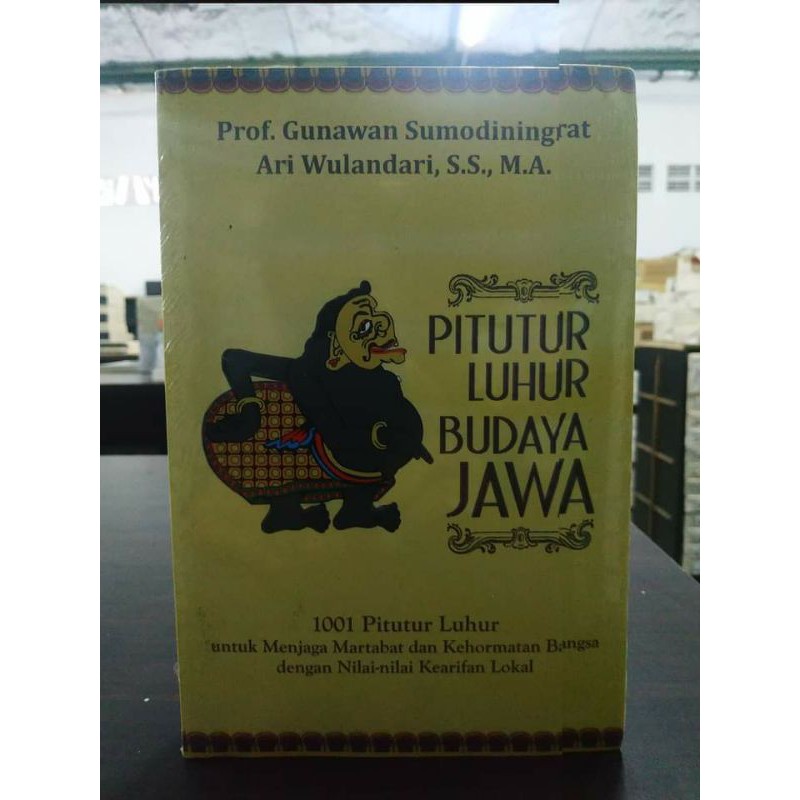 Prof. Gunawan Sumodiningrat
Ari Wulandari, S.S., M.A.
PITUTUR
LUHUR
BUDAYA
JAWA
1001 Pitutur Luhur
untuk Menjaga Martabat dan Kehormatan Bangsa
dengan Nilai-nilai Kearifan Lokal